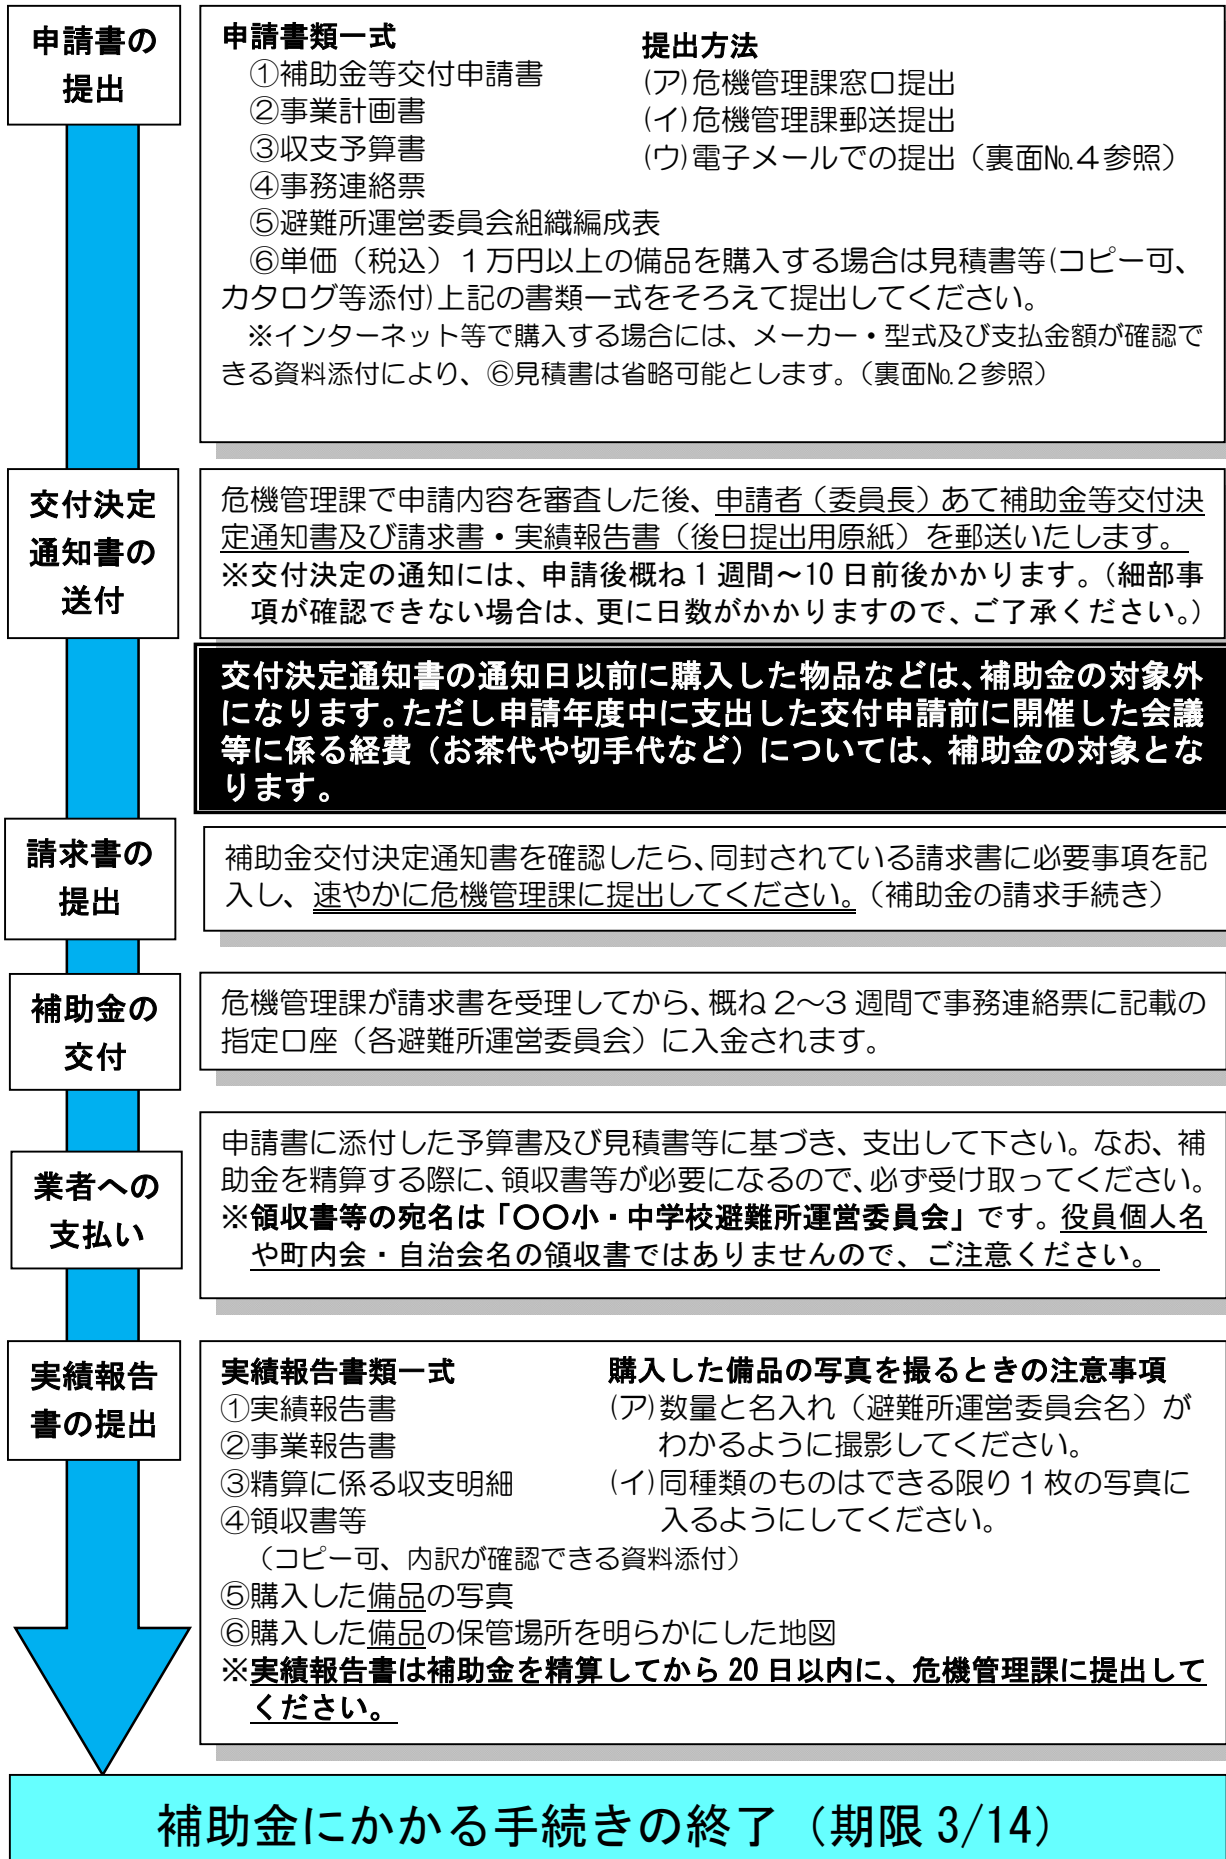 申請書の
提出
申請書類一式
①補助金等交付申請書
②事業計画書
③収支予算書
④事務連絡票
⑤避難所運営委員会組織編成表
提出方法
(ア)危機管理課窓口提出
(イ)危機管理課郵送提出
(ウ)電子メールでの提出（裏面№4参照）
⑥単価（税込）1万円以上の備品を購入する場合は見積書等(コピー可、
カタログ等添付)上記の書類一式をそろえて提出してください。
※インターネット等で購入する場合には、メーカー・型式及び支払金額が確認で
きる資料添付により、⑥見積書は省略可能とします。（裏面№2参照）
交付決定
通知書の
送付
危機管理課で申請内容を審査した後、申請者（委員長）あて補助金等交付決
定通知書及び請求書・実績報告書（後日提出用原紙）を郵送いたします。
※交付決定の通知には、申請後概ね1週間～10日前後かかります。（細部事
項が確認できない場合は、更に日数がかかりますので、ご了承ください。）
交付決定通知書の通知日以前に購入した物品などは、補助金の対象外
になります。ただし申請年度中に支出した交付申請前に開催した会議
等に係る経費（お茶代や切手代など）については、補助金の対象とな
ります。
請求書の
提出
補助金交付決定通知書を確認したら、同封されている請求書に必要事項を記
入し、速やかに危機管理課に提出してください。（補助金の請求手続き）
補助金の
交付
危機管理課が請求書を受理してから、概ね2～3週間で事務連絡票に記載の
指定口座（各避難所運営委員会）に入金されます。
業者への
支払い
申請書に添付した予算書及び見積書等に基づき、支出して下さい。なお、補
助金を精算する際に、領収書等が必要になるので、必ず受け取ってください。
※領収書等の宛名は「〇〇小・中学校避難所運営委員会」です。役員個人名
や町内会・自治会名の領収書ではありませんので、ご注意ください。
実績報告
書の提出
実績報告書類一式
①実績報告書
②事業報告書
③精算に係る収支明細
④領収書等
（コピー可、内訳が確認できる資料添付）
購入した備品の写真を撮るときの注意事項
(ア)数量と名入れ（避難所運営委員会名）が
わかるように撮影してください。
(イ)同種類のものはできる限り1枚の写真に
入るようにしてください。
⑤購入した備品の写真
⑥購入した備品の保管場所を明らかにした地図
※実績報告書は補助金を精算してから20日以内に、危機管理課に提出して
ください。
補助金にかかる手続きの終了（期限3/14）